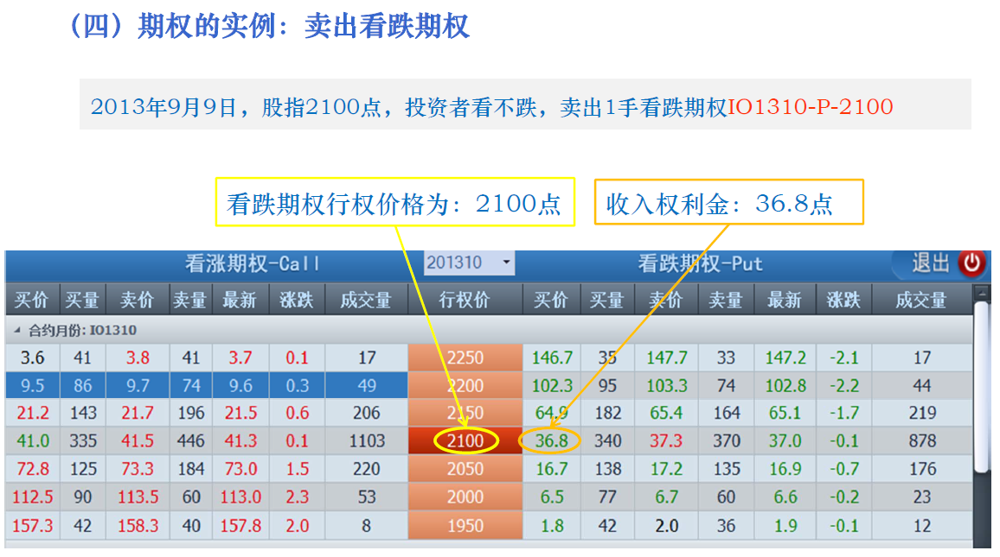 （四）期权的实例：卖出看跌期权
2013年9月9日，股指2100点，投资者看不跌，卖出1手看跌期权IO1310-P-2100
看跌期权行权价格为：2100点
收入权利金：36.8点
看涨期权-Call 201310 看跌期权-Put 退出
买价 买量 卖价 卖量 最新 涨跌 成交量 行权价 买价 买量 卖价 卖量 最新 涨跌 成交量
合约月份: IO1310
3.6 41 3.8 41 3.7 0.1 17 2250 146.7 35 147.7 33 147.2 -2.1 17
9.5 86 9.7 74 9.6 0.3 49 2200 102.3 95 103.3 74 102.8 -2.2 44
21.2 143 21.7 196 21.5 0.6 206 2150 64.9 182 65.4 164 65.1 -1.7 219
41.0 335 41.5 446 41.3 0.1 1103 2100 36.8 340 37.3 370 37.0 -0.1 878
72.8 125 73.3 184 73.0 1.5 220 2050 16.7 138 17.2 135 16.9 -0.7 176
112.5 90 113.5 60 113.0 2.3 53 2000 6.5 77 6.7 60 6.6 -0.2 23
157.3 42 158.3 40 157.8 2.0 8 1950 1.8 42 2.0 36 1.9 -0.1 12